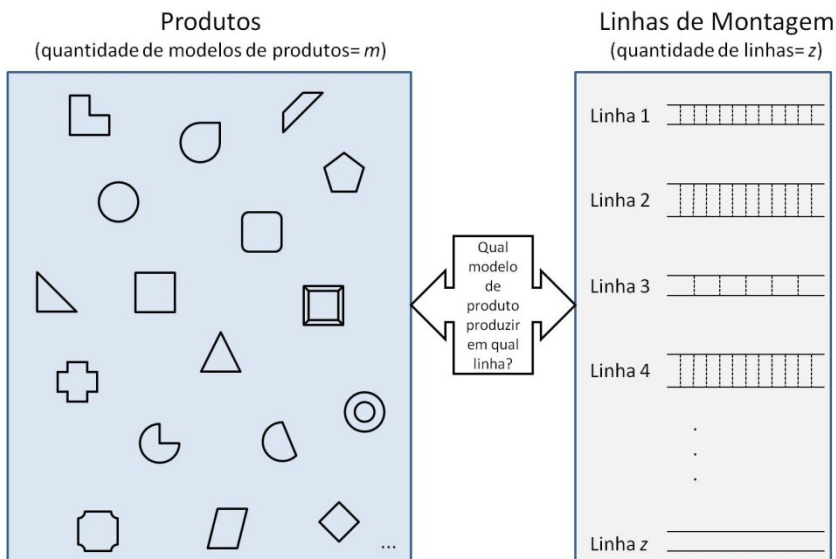 Produtos
(quantidade de modelos de produtos= m)
...
Qual
modelo
de
produto
produzir
em qual
linha?
Linhas de Montagem
(quantidade de linhas= z)
Linha 1
Linha 2
Linha 3
Linha 4
.
.
.
Linha z